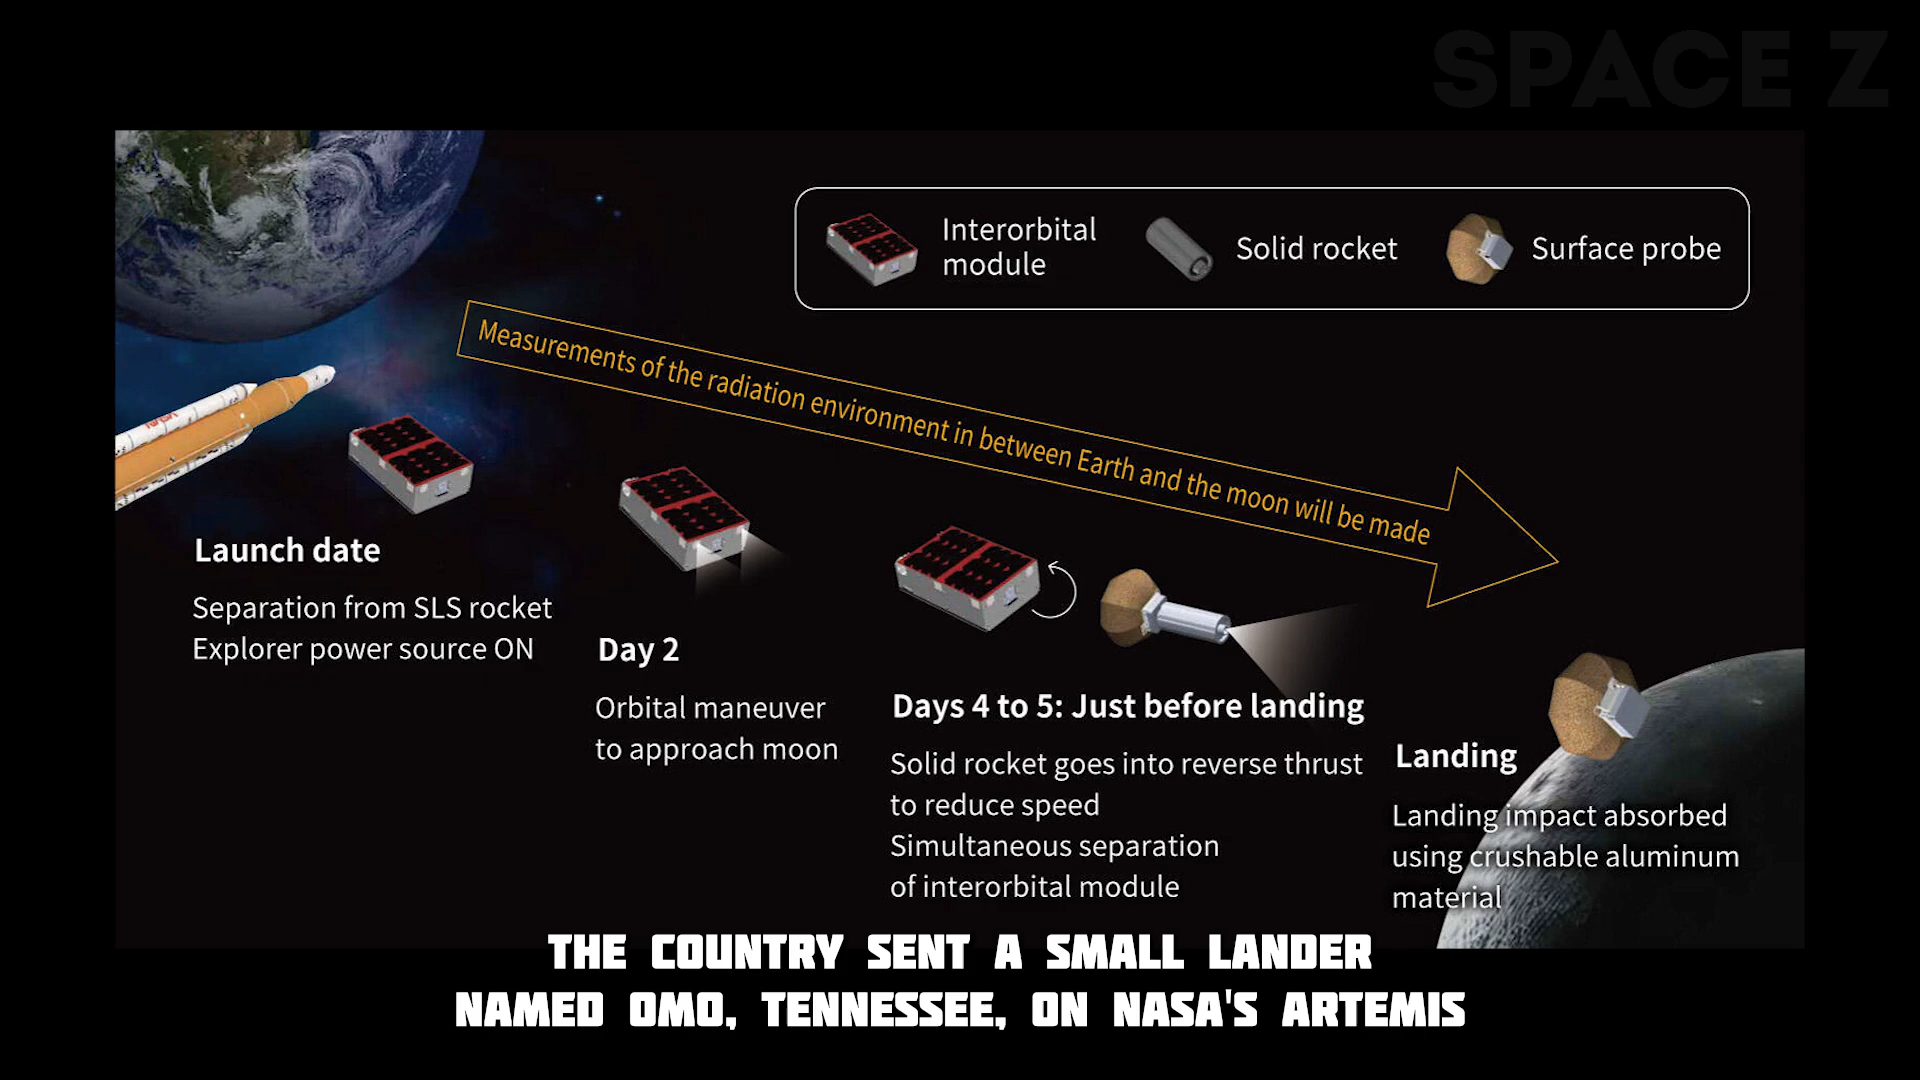 SPACE Z
Interorbital
module
Solid rocket
Surface probe
Measurements of the radiation environment in between Earth and the moon will be made
Launch date
Separation from SLS rocket
Explorer power source ON
Day 2
Orbital maneuver
to approach moon
Days 4 to 5: Just before landing
Solid rocket goes into reverse thrust
to reduce speed
Simultaneous separation
of interorbital module
Landing
Landing impact absorbed
using crushable aluminum
material
THE COUNTRY SENT A SMALL LANDER
NAMED OMO, TENNESSEE, ON NASA'S ARTEMIS